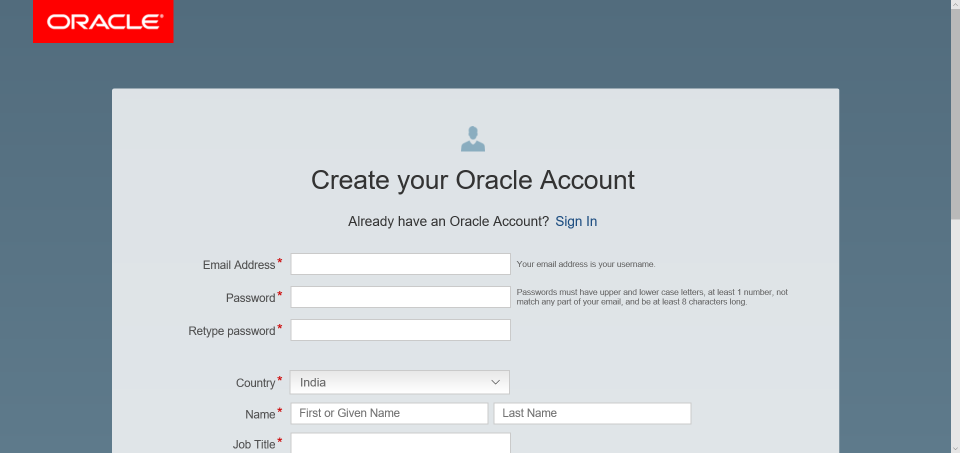 ORACLE®
Create your Oracle Account
Already have an Oracle Account? Sign In
Email Address*
Your email address is your username.
Password*
Passwords must have upper and lower case letters, at least 1 number, not
match any part of your email, and be at least 8 characters long.
Retype password*
Country* India
Name* First or Given Name Last Name
Job Title*